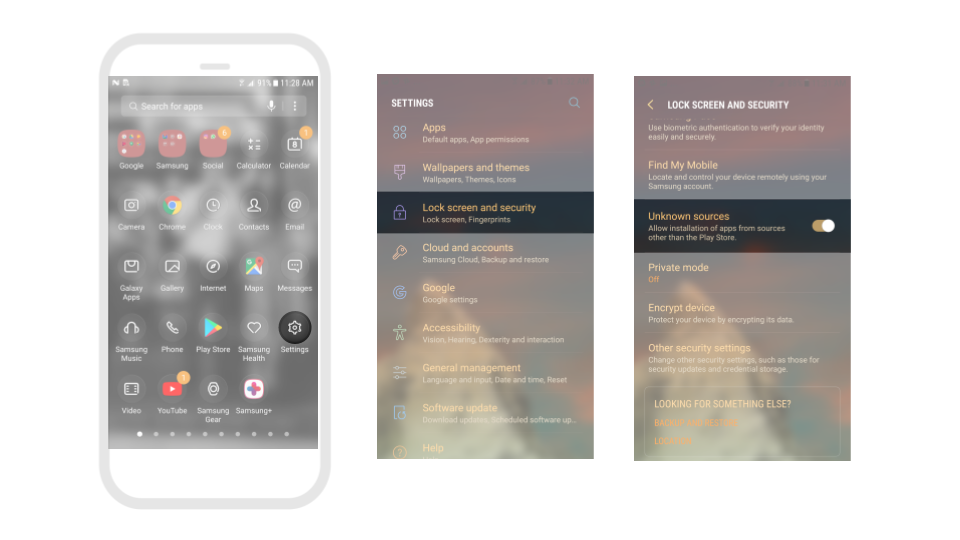 91% 11:28 AM
Search for apps
6
1
Google Samsung Social Calculator Calendar
8
Camera Chrome Clock Contacts Email
Galaxy Apps Gallery Internet Maps Messages
Samsung Music Phone Play Store Samsung Health Settings
1
Video YouTube Samsung Gear Samsung+
SETTINGS
Apps
Default apps, App permissions
Wallpapers and themes
Wallpapers, Themes, Icons
Lock screen and security
Lock screen, Fingerprints
Cloud and accounts
Samsung Cloud, Backup and restore
Google
Google settings
Accessibility
Vision, Hearing, Dexterity and interaction
General management
Language and input, Date and time, Reset
Software update
Download updates, Scheduled software up...
Help
LOCK SCREEN AND SECURITY
Use biometric authentication to verify your identity
easily and securely.
Find My Mobile
Locate and control your device remotely using your
Samsung account.
Unknown sources
Allow installation of apps from sources
other than the Play Store.
Private mode
Off
Encrypt device
Protect your device by encrypting its data.
Other security settings
Change other security settings, such as those for
security updates and credential storage.
LOOKING FOR SOMETHING ELSE?